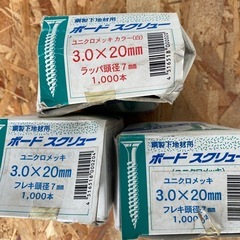 鋼製下地材用
ボードスクリュー
ユニクロメッキ カラー(白)
3.0×20mm
ラッパ頭径7mm
1,000本
鋼製下地材用
ボード スクリュー
ユニクロメッキ
3.0×20mm
フレキ頭径7mm
1,000本
ボード スクリュー
ユニクロメッキ
3.0×20mm
フレキ頭径7mm
1,000本